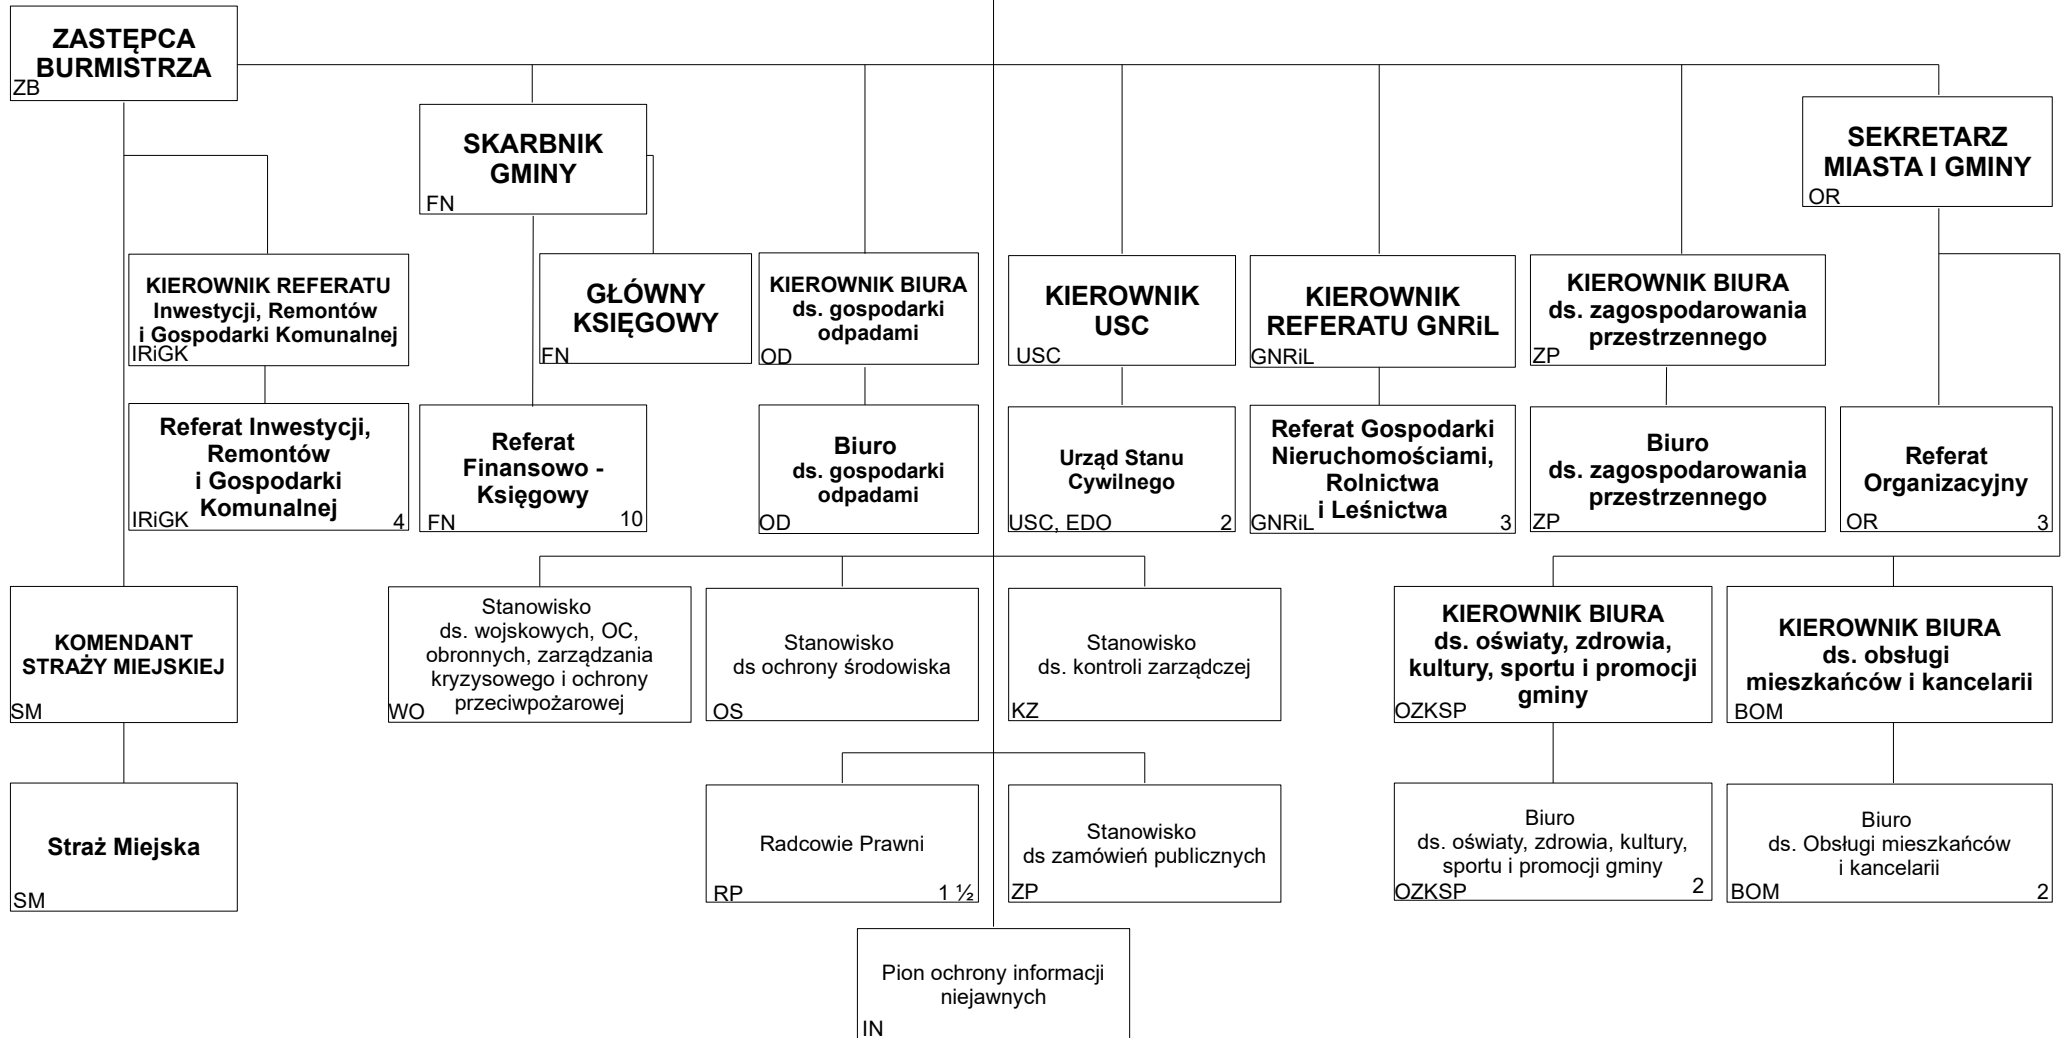 ZASTĘPCA
BURMISTRZA
ZB
SKARBNIK
GMINY
FN
SEKRETARZ
MIASTA I GMINY
OR
KIEROWNIK REFERATU
Inwestycji, Remontów
i Gospodarki Komunalnej
IRiGK
GŁÓWNY
KSIĘGOWY
FN
KIEROWNIK BIURA
ds. gospodarki
odpadami
OD
KIEROWNIK
USC
USC
KIEROWNIK
REFERATU GNRiL
GNRiL
KIEROWNIK BIURA
ds. zagospodarowania
przestrzennego
ZP
Referat Inwestycji,
Remontów
i Gospodarki
Komunalnej
IRiGK 4
Referat
Finansowo -
Księgowy
FN 10
Biuro
ds. gospodarki
odpadami
OD
Urząd Stanu
Cywilnego
USC, EDO 2
Referat Gospodarki
Nieruchomościami,
Rolnictwa
i Leśnictwa
GNRiL 3
Biuro
ds. zagospodarowania
przestrzennego
ZP
Referat
Organizacyjny
OR 3
KOMENDANT
STRAŻY MIEJSKIEJ
SM
Stanowisko
ds. wojskowych, OC,
obronnych, zarządzania
kryzysowego i ochrony
przeciwpożarowej
WO
Stanowisko
ds ochrony środowiska
OS
Stanowisko
ds. kontroli zarządczej
KZ
KIEROWNIK BIURA
ds. oświaty, zdrowia,
kultury, sportu i promocji
gminy
OZKSP
KIEROWNIK BIURA
ds. obsługi
mieszkańców i kancelarii
BOM
Straż Miejska
SM
Radcowie Prawni
RP 1 ½
Stanowisko
ds zamówień publicznych
ZP
Biuro
ds. oświaty, zdrowia, kultury,
sportu i promocji gminy
OZKSP 2
Biuro
ds. Obsługi mieszkańców
i kancelarii
BOM 2
Pion ochrony informacji
niejawnych
IN